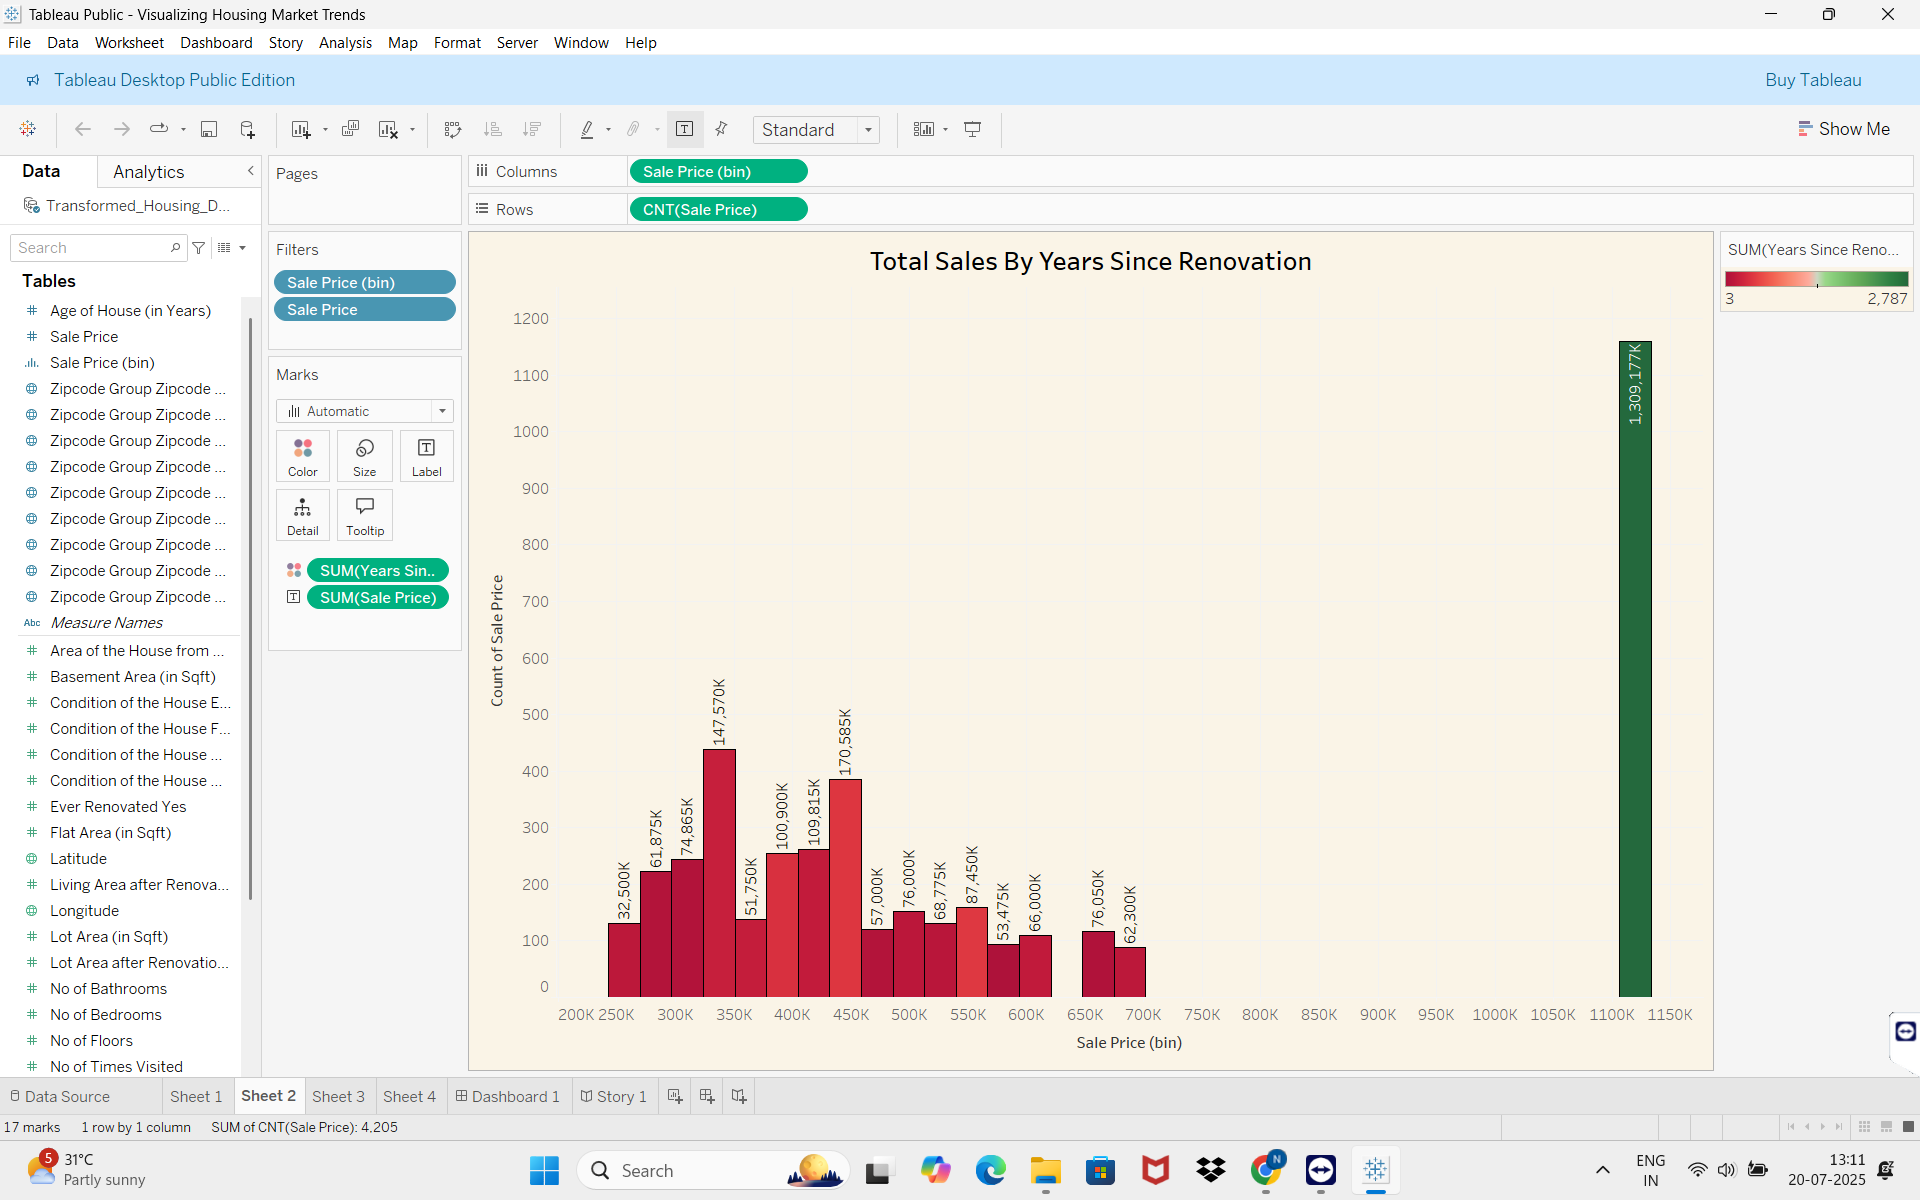 Tableau Public - Visualizing Housing Market Trends
File Data Worksheet Dashboard Story Analysis Map Format Server Window Help
Tableau Desktop Public Edition
Buy Tableau
Standard
Show Me
Data
Analytics
Transformed_Housing_D...
Search
Tables
Age of House (in Years)
Sale Price
Sale Price (bin)
Zipcode Group Zipcode ...
Zipcode Group Zipcode ...
Zipcode Group Zipcode ...
Zipcode Group Zipcode ...
Zipcode Group Zipcode ...
Zipcode Group Zipcode ...
Zipcode Group Zipcode ...
Zipcode Group Zipcode ...
Zipcode Group Zipcode ...
Abc Measure Names
Area of the House from ...
Basement Area (in Sqft)
Condition of the House E...
Condition of the House F...
Condition of the House ...
Condition of the House ...
Ever Renovated Yes
Flat Area (in Sqft)
Latitude
Living Area after Renova...
Longitude
Lot Area (in Sqft)
Lot Area after Renovatio...
No of Bathrooms
No of Bedrooms
No of Floors
No of Times Visited
Pages
Filters
Sale Price (bin)
Sale Price
Marks
Automatic
Color
Size
Label
Detail
Tooltip
SUM(Years Sin..
SUM(Sale Price)
Columns
Sale Price (bin)
Rows
CNT(Sale Price)
Total Sales By Years Since Renovation
Count of Sale Price
1200
1100
1000
900
800
700
600
500
400
300
200
100
0
32,500K
61,875K
74,865K
147,570K
51,750K
100,900K
109,815K
170,585K
57,000K
76,000K
68,775K
87,450K
53,475K
66,000K
76,050K
62,300K
1,309,177K
200K 250K 300K 350K 400K 450K 500K 550K 600K 650K 700K 750K 800K 850K 900K 950K 1000K 1050K 1100K 1150K
Sale Price (bin)
SUM(Years Since Reno...
3
2,787
Data Source
Sheet 1
Sheet 2
Sheet 3
Sheet 4
Dashboard 1
Story 1
17 marks
1 row by 1 column
SUM of CNT(Sale Price): 4,205
5
31°C
Partly sunny
Search
N
ENG
IN
13:11
20-07-2025